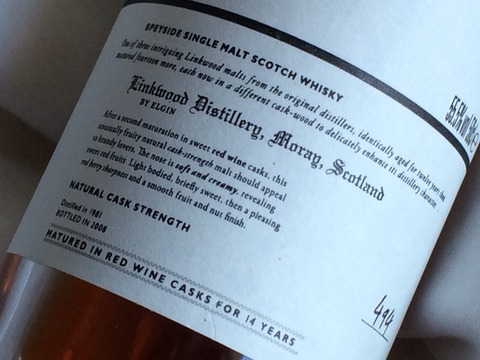 SPEYSIDE SINGLE MALT SCOTCH WHISKY
One of three intriguing Linkwood malts from the original distillers, identically aged for twelve years then
matured fourteen more, each now in a different cask-wood to delicately enhance its distillery character.
Linkwood Distillery, Moray, Scotland
BY ELGIN
After a second maturation in sweet red wine casks, this
unusually fruity natural cask-strength malt should appeal
to brandy lovers. The nose is soft and creamy, revealing
sweet red fruits. Light bodied, briefly sweet, then a pleasing
red berry sharpness and a smooth fruit and nut finish.
NATURAL CASK STRENGTH
Distilled in 1981
BOTTLED IN 2008
MATURED IN RED WINE CASKS FOR 14 YEARS
494